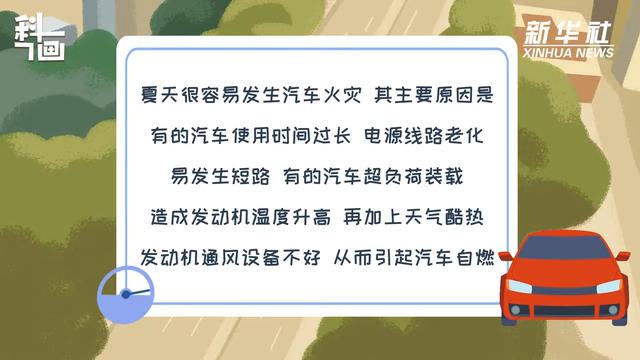 科画
新华社
XINHUA NEWS
夏天很容易发生汽车火灾 其主要原因是
有的汽车使用时间过长 电源线路老化
易发生短路 有的汽车超负荷装载
造成发动机温度升高 再加上天气酷热
发动机通风设备不好 从而引起汽车自燃